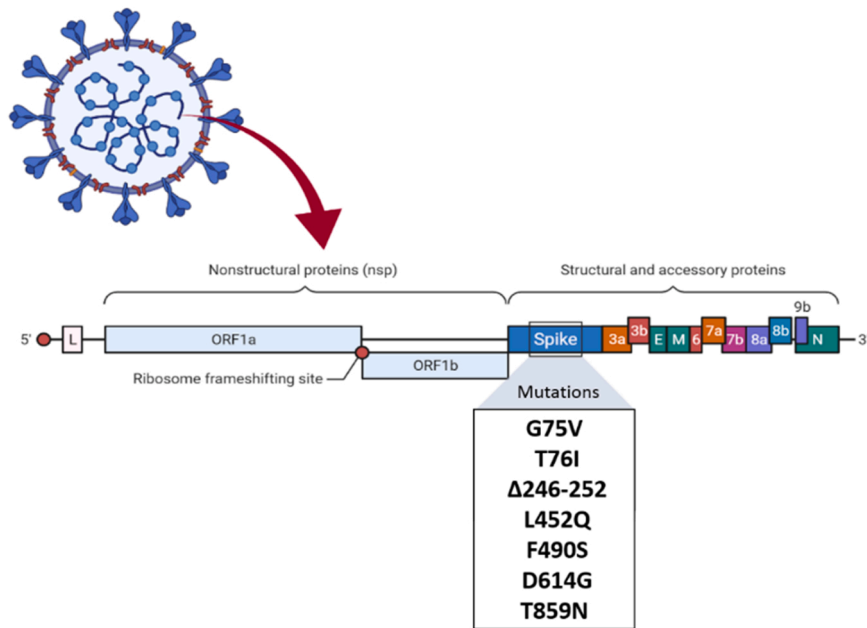 Nonstructural proteins (nsp)
Structural and accessory proteins
9b
3b 7a 8b
5' L ORF1a Spike 3a E M 6 7b 8a N 3
Ribosome frameshifting site
ORF1b
Mutations
G75V
T76I
Δ246-252
L452Q
F490S
D614G
T859N